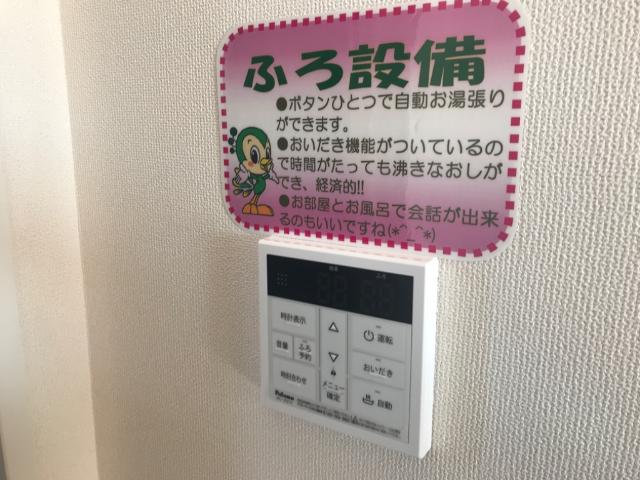 ふろ設備
●ボタンひとつで自動お湯張り
ができます。
●おいだき機能がついているの
で時間がたっても沸きなおしが
でき、経済的!!
●お部屋とお風呂で会話が出来
るのもいいですね(*^_^*)
ふろ
時計表示
運転
音量
ふろ
予約
おいだき
時刻合わせ
メニュー
確定
自動
Paloma